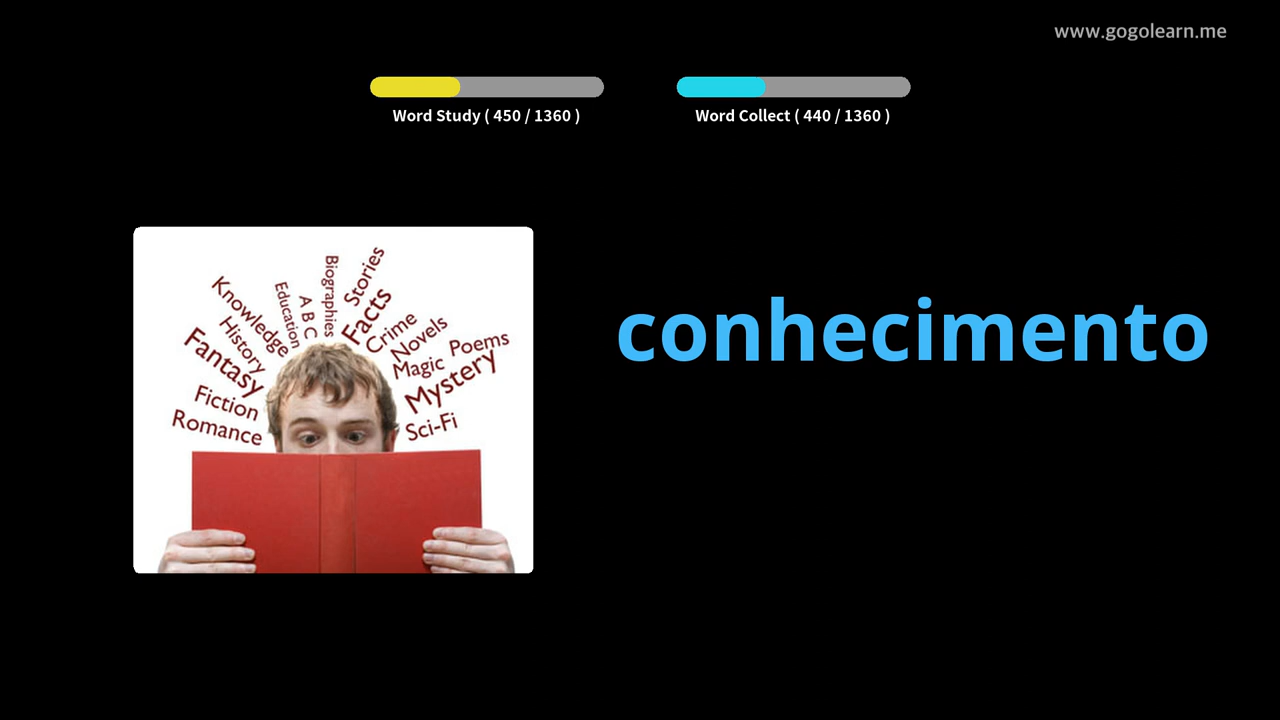 www.gogolearn.me
Word Study ( 450 / 1360 )
Word Collect ( 440 / 1360 )
Biographies
Stories
Education
A B C
Facts
Knowledge
Crime
History
Novels
Fantasy
Magic
Poems
Mystery
Fiction
Romance
Sci-Fi
conhecimento